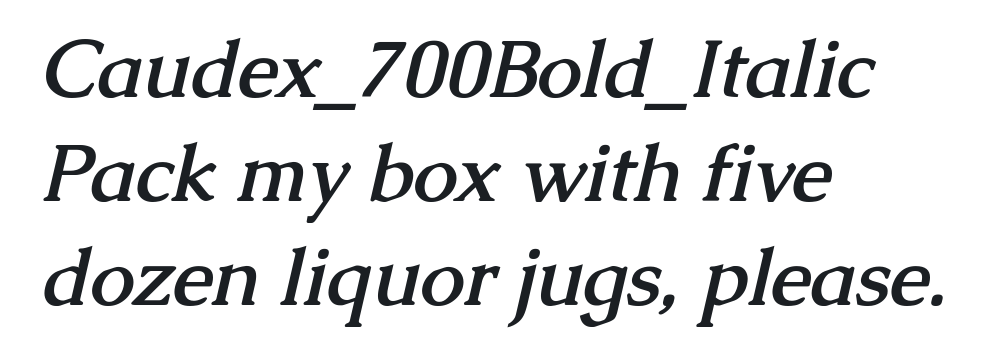 Caudex_700Bold_Italic
Pack my box with five
dozen liquor jugs, please.